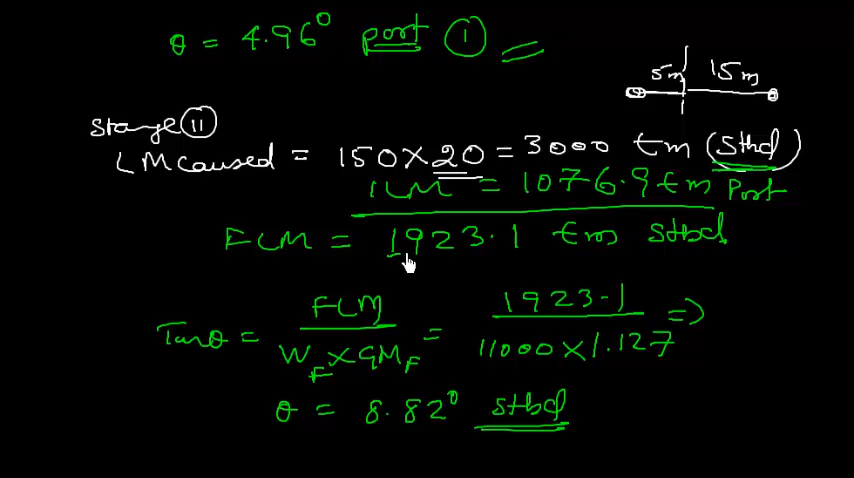 θ = 4.96° port ①
5m 15m
Stage ⑪
LM caused = 150 × 20 = 3000 tm (Stbd)
ILM = 1076.9 tm Port
FLM = 1923.1 tm Stbd
Tanθ = FLM / W_F × GM_F = 1923.1 / 11000 × 1.127 =>
θ = 8.82° stbd